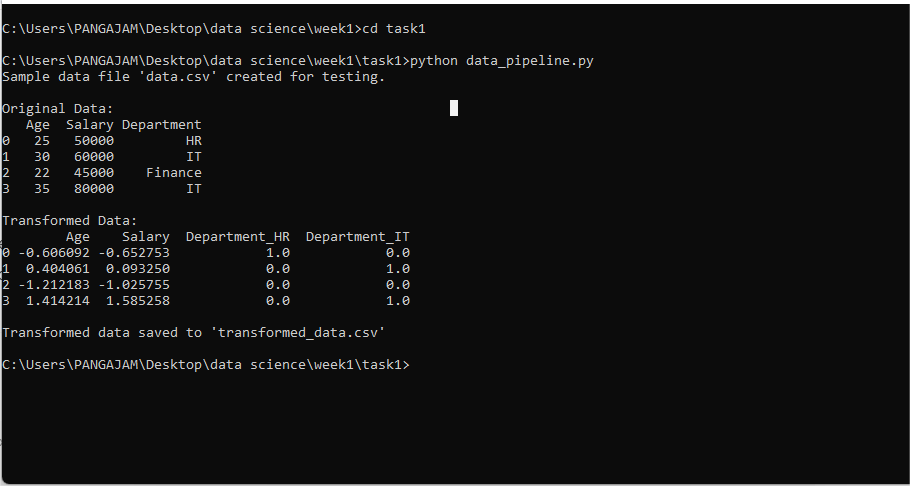 C:\Users\PANGAJAM\Desktop\data science\week1>cd task1
C:\Users\PANGAJAM\Desktop\data science\week1\task1>python data_pipeline.py
Sample data file 'data.csv' created for testing.
Original Data:
   Age  Salary Department
0   25   50000         HR
1   30   60000         IT
2   22   45000    Finance
3   35   80000         IT
Transformed Data:
        Age    Salary  Department_HR  Department_IT
0 -0.606092 -0.652753            1.0            0.0
1  0.404061  0.093250            0.0            1.0
2 -1.212183 -1.025755            0.0            0.0
3  1.414214  1.585258            0.0            1.0
Transformed data saved to 'transformed_data.csv'
C:\Users\PANGAJAM\Desktop\data science\week1\task1>